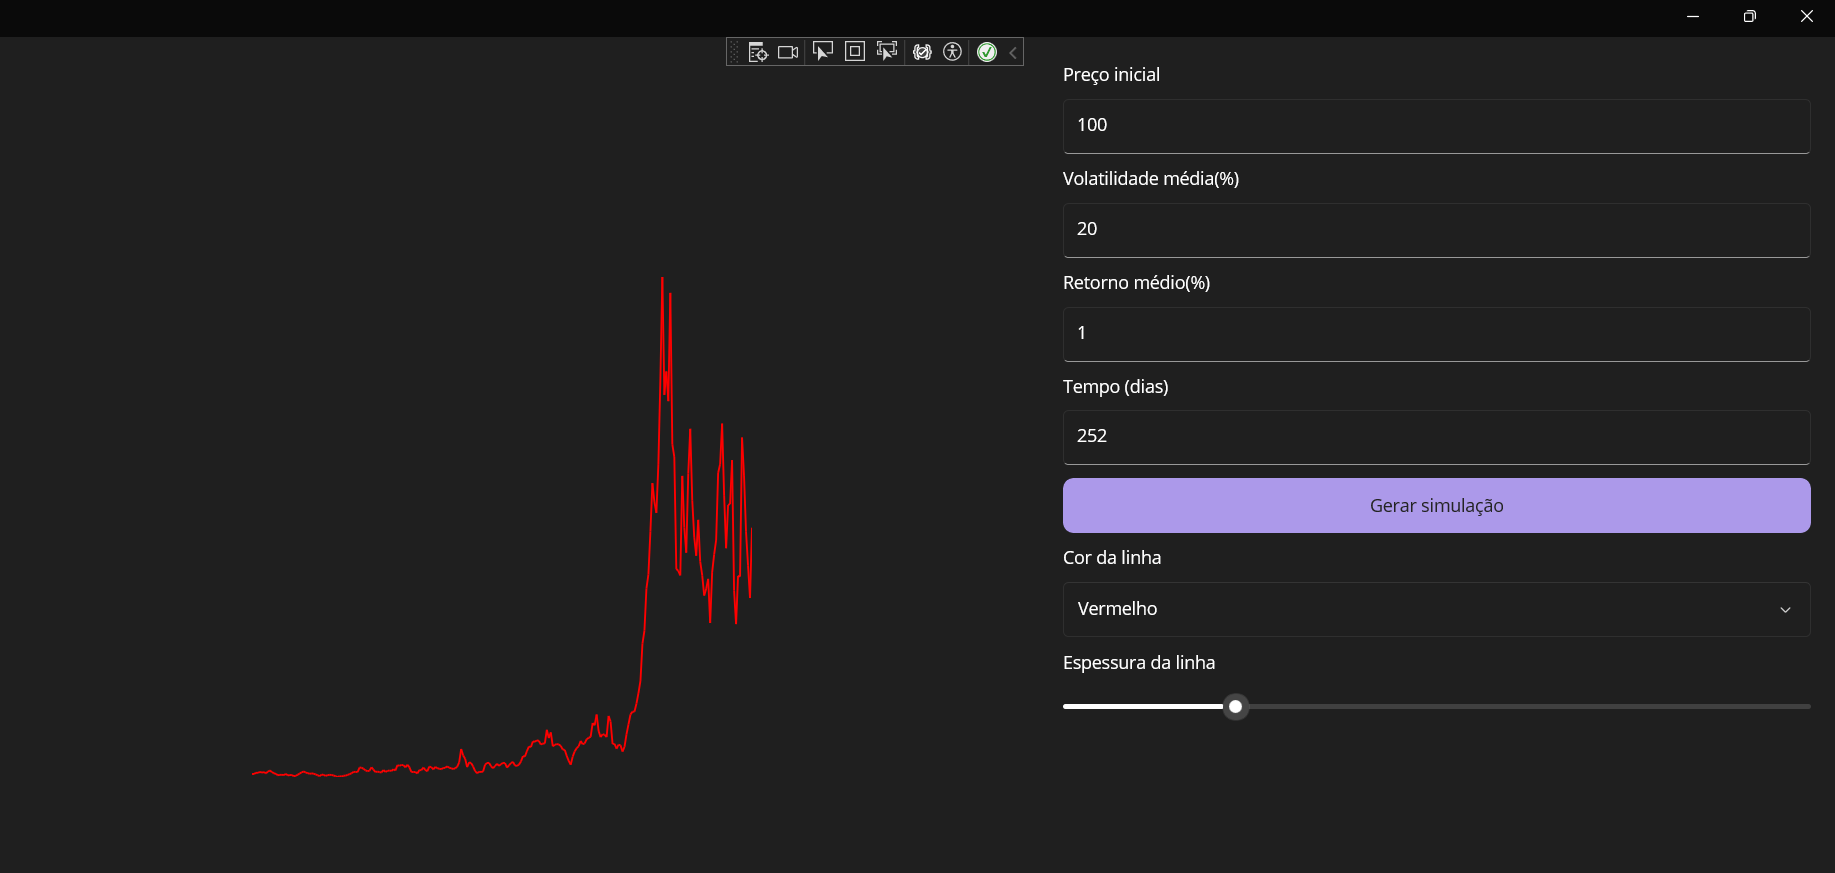 Preço inicial
100
Volatilidade média(%)
20
Retorno médio(%)
1
Tempo (dias)
252
Gerar simulação
Cor da linha
Vermelho
Espessura da linha